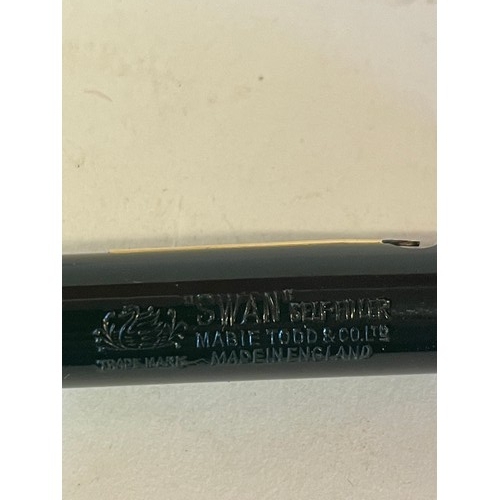 "SWAN" SELF-FILLER
MABIE TODD & CO. LTD
TRADE MARK MADE IN ENGLAND